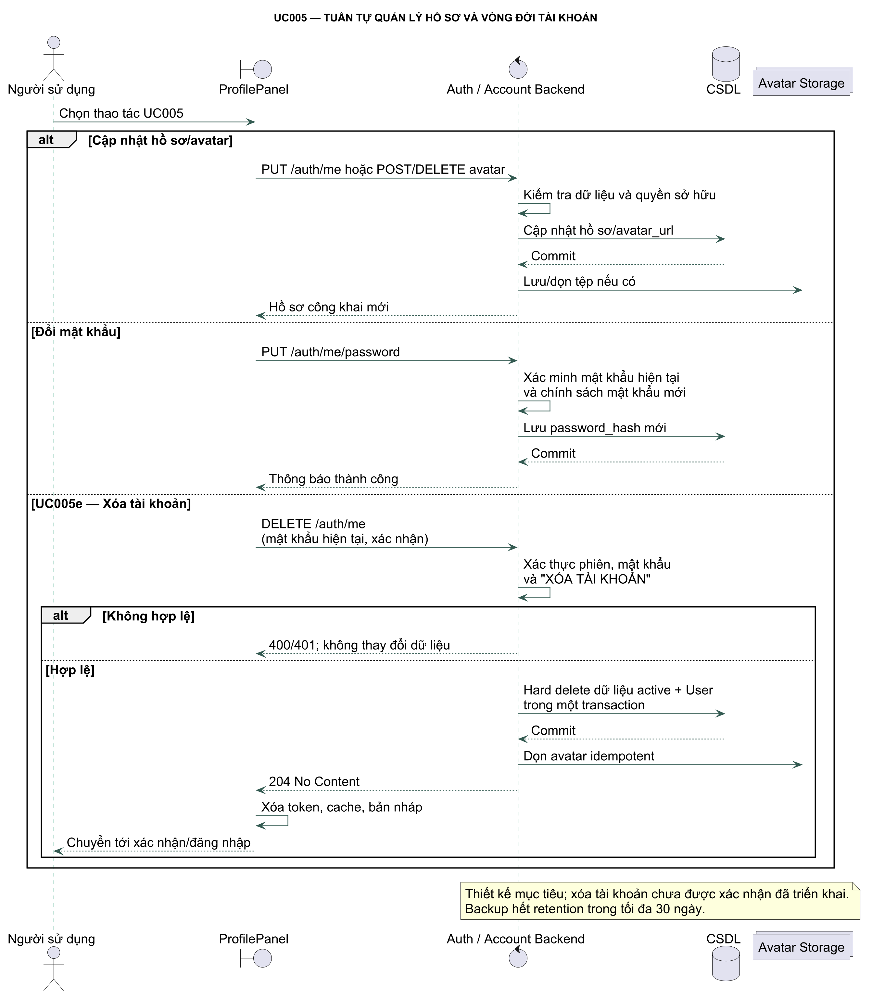 UC005 — TUẦN TỰ QUẢN LÝ HỒ SƠ VÀ VÒNG ĐỜI TÀI KHOẢN
Người sử dụng
ProfilePanel
Auth / Account Backend
CSDL
Avatar Storage
Chọn thao tác UC005
alt
[Cập nhật hồ sơ/avatar]
PUT /auth/me hoặc POST/DELETE avatar
Kiểm tra dữ liệu và quyền sở hữu
Cập nhật hồ sơ/avatar_url
Commit
Lưu/dọn tệp nếu có
Hồ sơ công khai mới
[Đổi mật khẩu]
PUT /auth/me/password
Xác minh mật khẩu hiện tại
và chính sách mật khẩu mới
Lưu password_hash mới
Commit
Thông báo thành công
[UC005e — Xóa tài khoản]
DELETE /auth/me
(mật khẩu hiện tại, xác nhận)
Xác thực phiên, mật khẩu
và "XÓA TÀI KHOẢN"
alt
[Không hợp lệ]
400/401; không thay đổi dữ liệu
[Hợp lệ]
Hard delete dữ liệu active + User
trong một transaction
Commit
Dọn avatar idempotent
204 No Content
Xóa token, cache, bản nháp
Chuyển tới xác nhận/đăng nhập
Thiết kế mục tiêu; xóa tài khoản chưa được xác nhận đã triển khai.
Backup hết retention trong tối đa 30 ngày.
Người sử dụng
ProfilePanel
Auth / Account Backend
CSDL
Avatar Storage